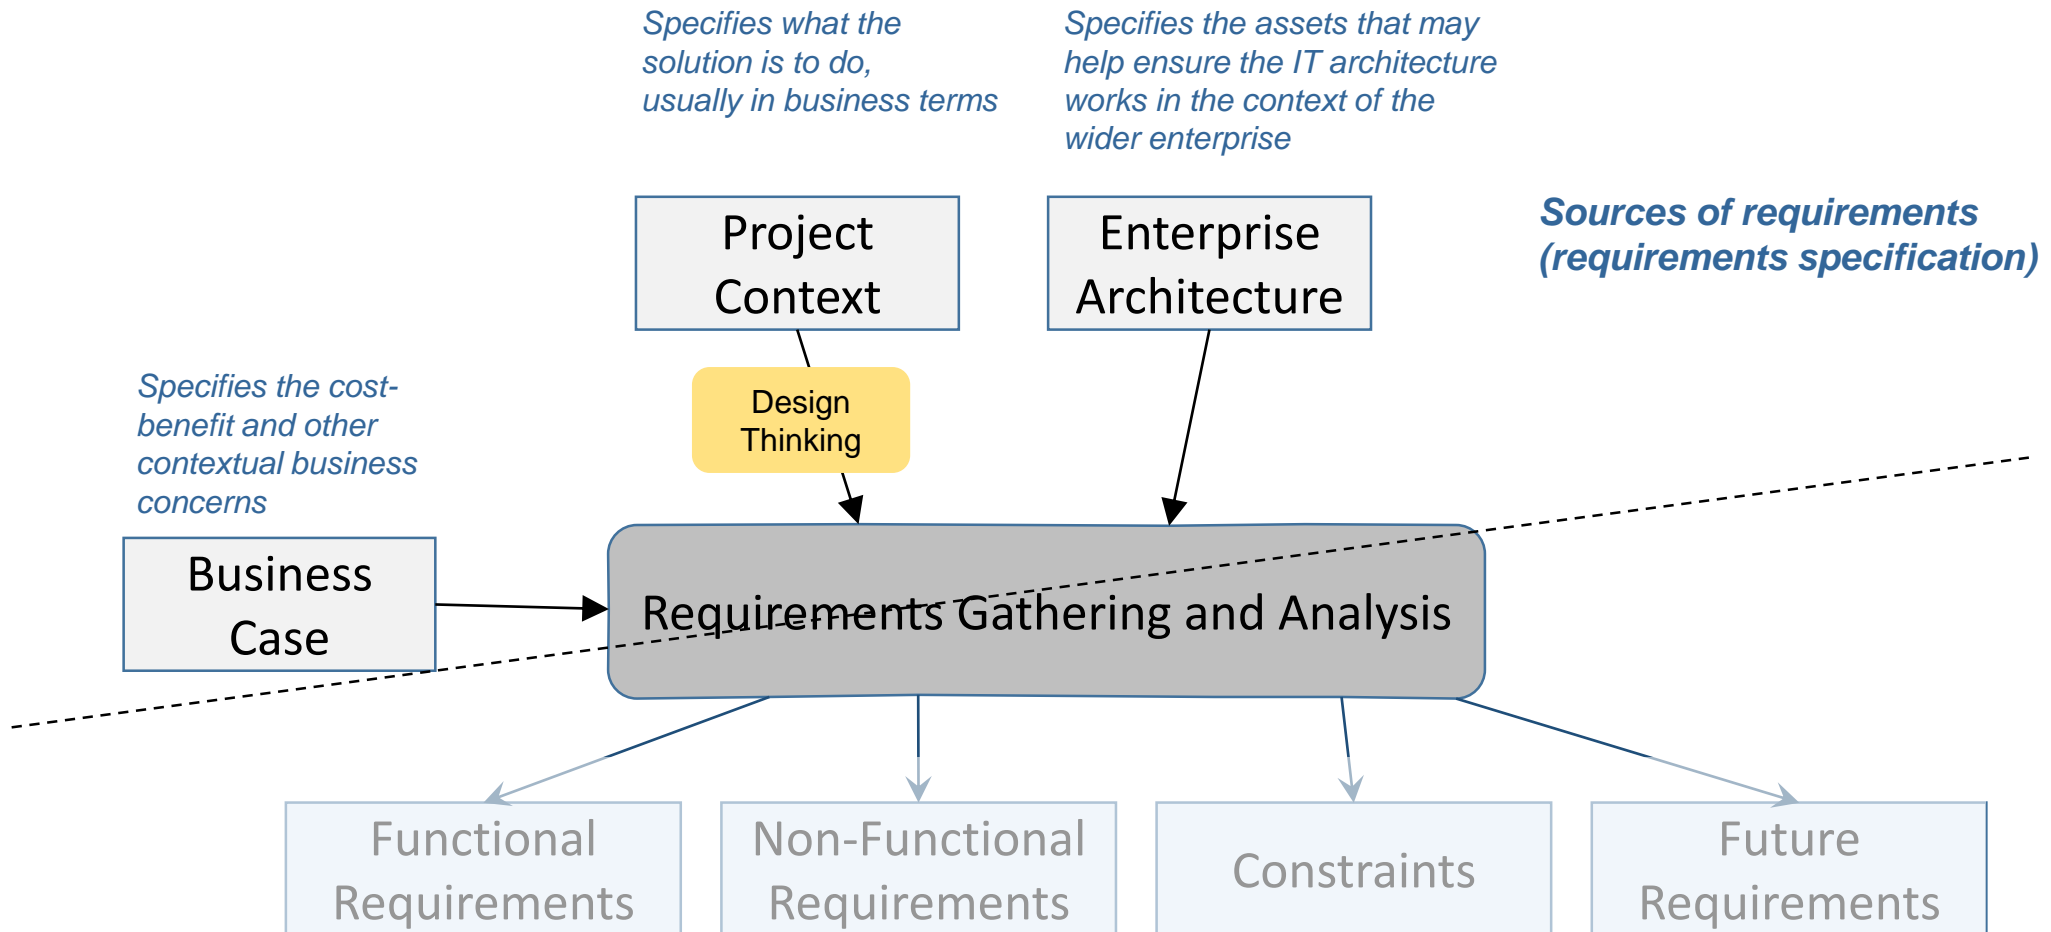 Specifies what the
solution is to do,
usually in business terms
Specifies the assets that may
help ensure the IT architecture
works in the context of the
wider enterprise
Project
Context
Enterprise
Architecture
Sources of requirements
(requirements specification)
Design
Thinking
Specifies the cost-
benefit and other
contextual business
concerns
Business
Case
Requirements Gathering and Analysis
Functional
Requirements
Non-Functional
Requirements
Constraints
Future
Requirements